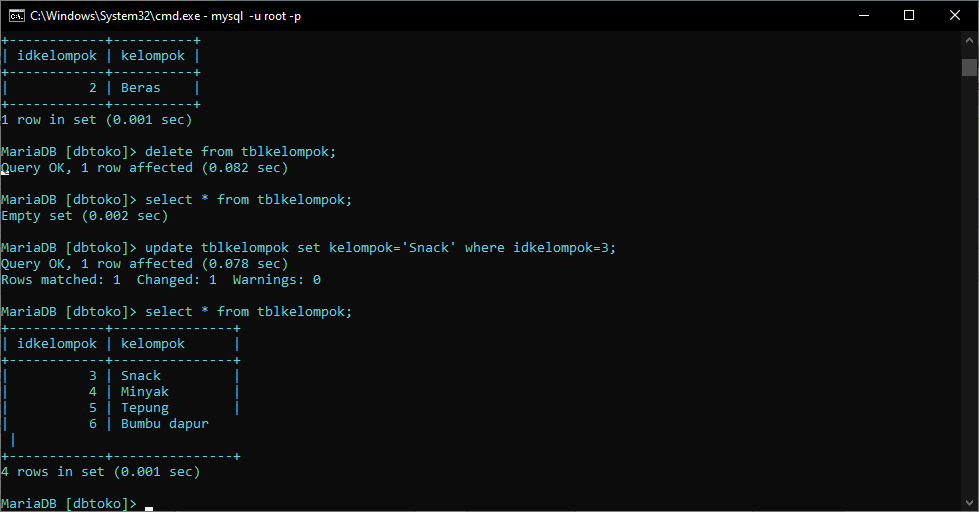 C:\Windows\System32\cmd.exe - mysql  -u root -p
+------------+----------+
| idkelompok | kelompok |
+------------+----------+
|          2 | Beras    |
+------------+----------+
1 row in set (0.001 sec)
MariaDB [dbtoko]> delete from tblkelompok;
Query OK, 1 row affected (0.082 sec)
MariaDB [dbtoko]> select * from tblkelompok;
Empty set (0.002 sec)
MariaDB [dbtoko]> update tblkelompok set kelompok='Snack' where idkelompok=3;
Query OK, 1 row affected (0.078 sec)
Rows matched: 1  Changed: 1  Warnings: 0
MariaDB [dbtoko]> select * from tblkelompok;
+------------+---------------+
| idkelompok | kelompok      |
+------------+---------------+
|          3 | Snack         |
|          4 | Minyak        |
|          5 | Tepung        |
|          6 | Bumbu dapur
 |
+------------+---------------+
4 rows in set (0.001 sec)
MariaDB [dbtoko]>